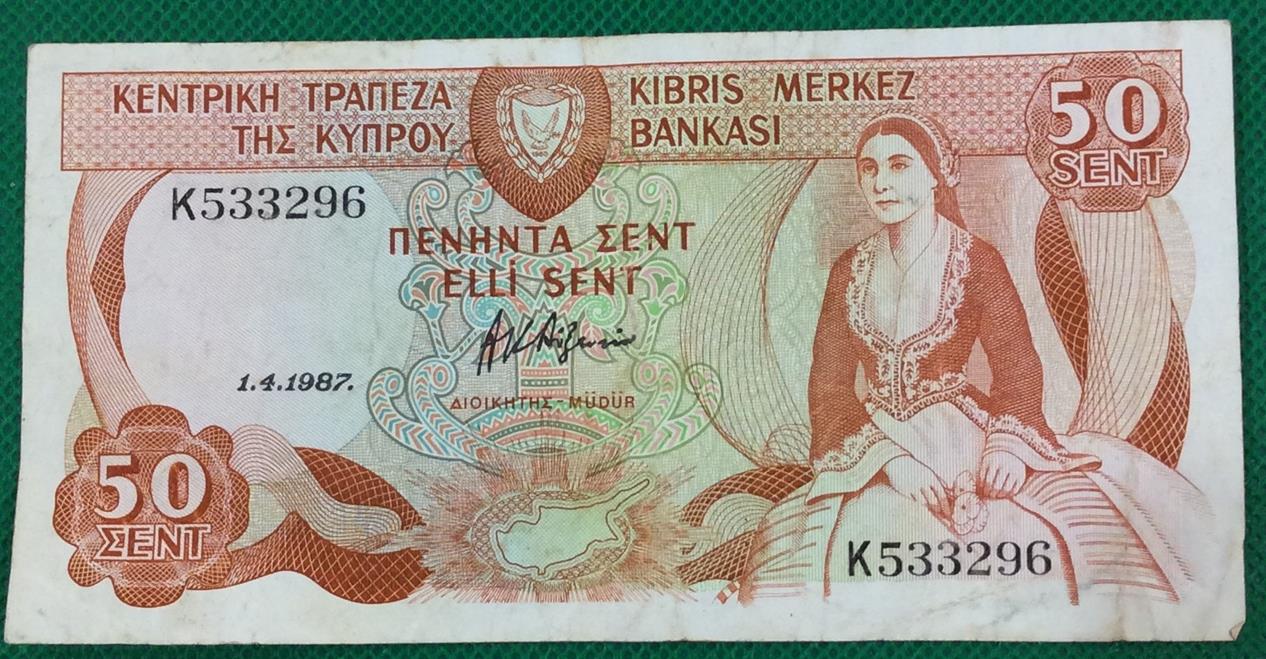 ΚΕΝΤΡΙΚΗ ΤΡΑΠΕΖΑ
ΤΗΣ ΚΥΠΡΟΥ
KIBRIS MERKEZ
BANKASI
50
SENT
K533296
ΠΕΝΗΝΤΑ ΣΕΝΤ
ELLİ SENT
1.4.1987.
ΔΙΟΙΚΗΤΗΣ - MÜDÜR
50
ΣΕΝΤ
K533296